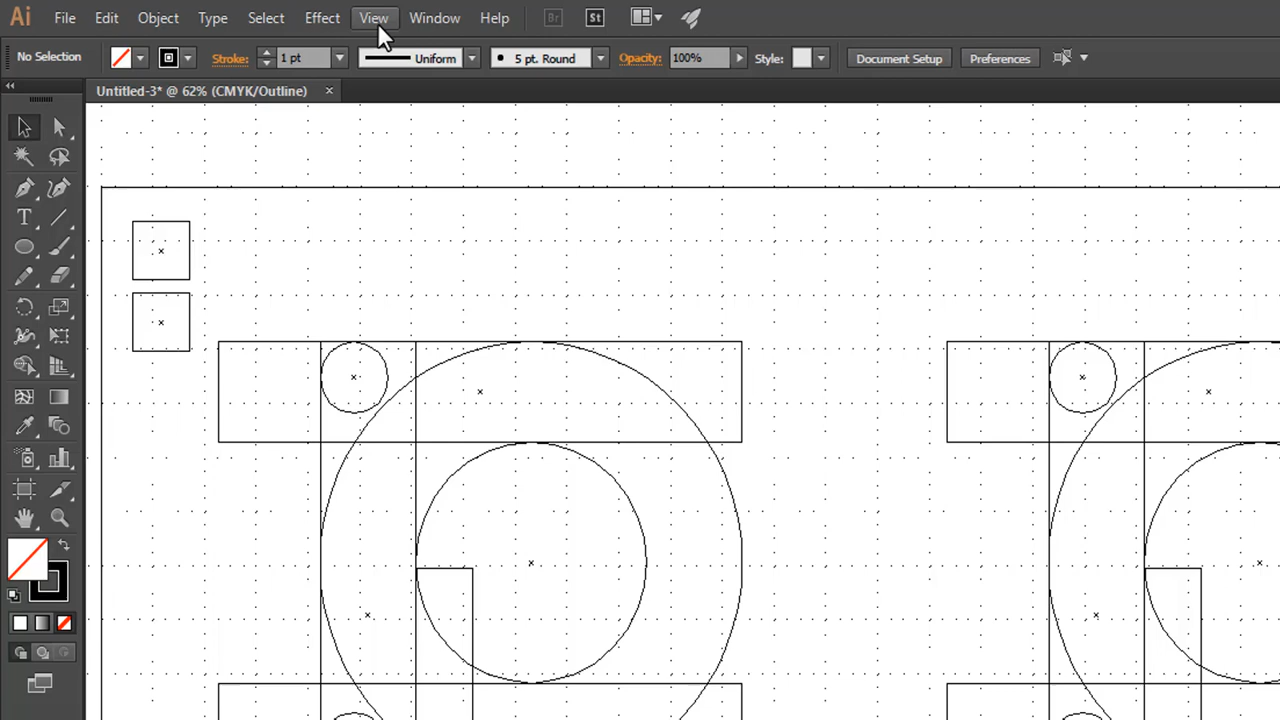 Ai File Edit Object Type Select Effect View Window Help Br St
No Selection Stroke: 1 pt Uniform 5 pt. Round Opacity: 100% Style: Document Setup Preferences
Untitled-3* @ 62% (CMYK/Outline) ×